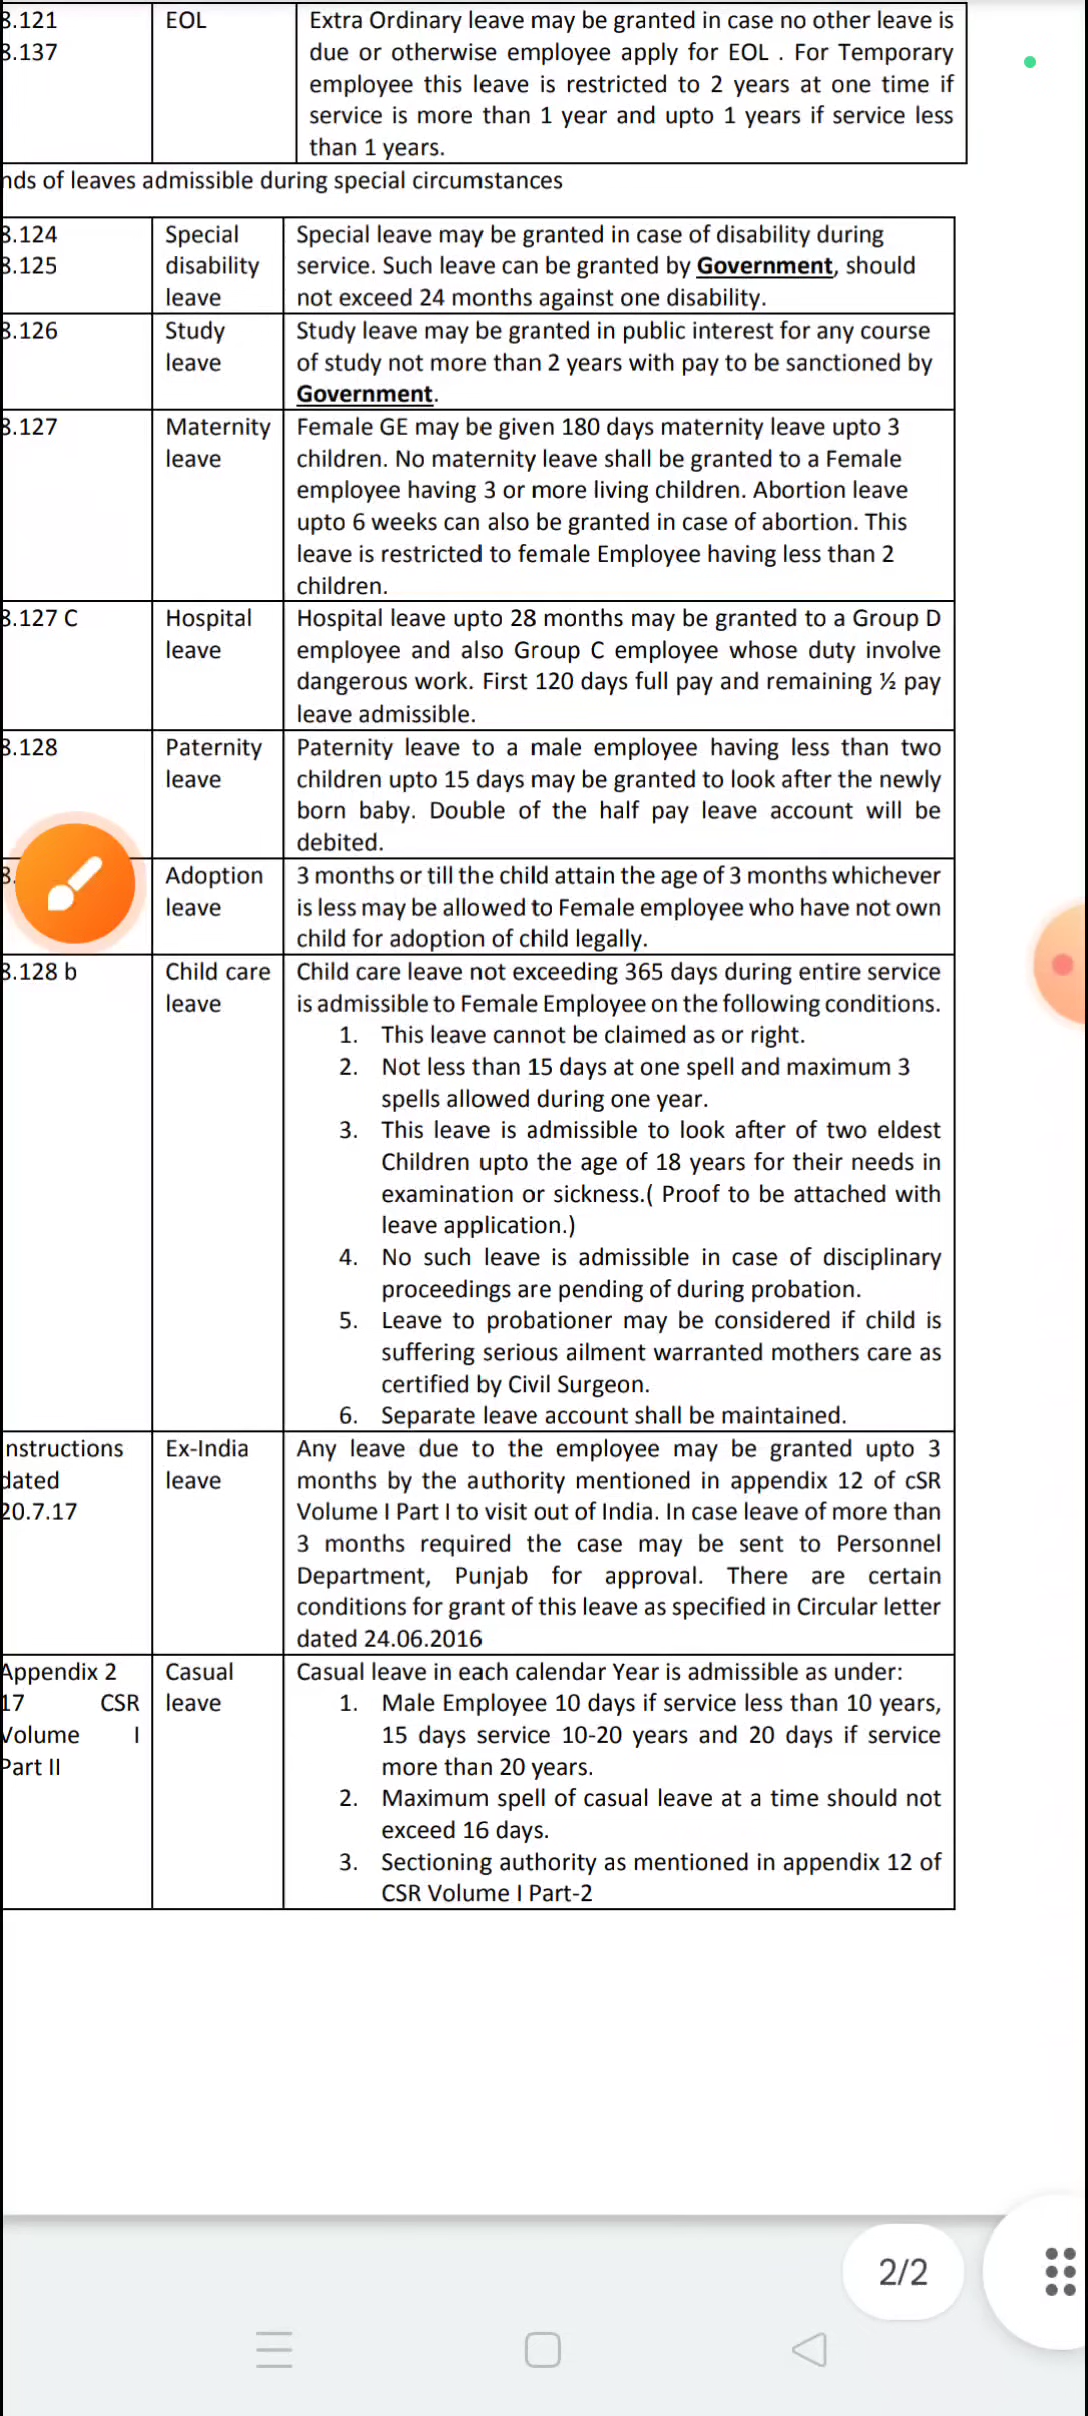 8.121 EOL Extra Ordinary leave may be granted in case no other leave is
8.137 due or otherwise employee apply for EOL . For Temporary
employee this leave is restricted to 2 years at one time if
service is more than 1 year and upto 1 years if service less
than 1 years.
nds of leaves admissible during special circumstances
8.124 Special Special leave may be granted in case of disability during
8.125 disability service. Such leave can be granted by Government, should
leave not exceed 24 months against one disability.
8.126 Study Study leave may be granted in public interest for any course
leave of study not more than 2 years with pay to be sanctioned by
Government.
8.127 Maternity Female GE may be given 180 days maternity leave upto 3
leave children. No maternity leave shall be granted to a Female
employee having 3 or more living children. Abortion leave
upto 6 weeks can also be granted in case of abortion. This
leave is restricted to female Employee having less than 2
children.
8.127 C Hospital Hospital leave upto 28 months may be granted to a Group D
leave employee and also Group C employee whose duty involve
dangerous work. First 120 days full pay and remaining ½ pay
leave admissible.
8.128 Paternity Paternity leave to a male employee having less than two
leave children upto 15 days may be granted to look after the newly
born baby. Double of the half pay leave account will be
debited.
8. Adoption 3 months or till the child attain the age of 3 months whichever
leave is less may be allowed to Female employee who have not own
child for adoption of child legally.
8.128 b Child care Child care leave not exceeding 365 days during entire service
leave is admissible to Female Employee on the following conditions.
1. This leave cannot be claimed as or right.
2. Not less than 15 days at one spell and maximum 3
spells allowed during one year.
3. This leave is admissible to look after of two eldest
Children upto the age of 18 years for their needs in
examination or sickness.( Proof to be attached with
leave application.)
4. No such leave is admissible in case of disciplinary
proceedings are pending of during probation.
5. Leave to probationer may be considered if child is
suffering serious ailment warranted mothers care as
certified by Civil Surgeon.
6. Separate leave account shall be maintained.
nstructions Ex-India Any leave due to the employee may be granted upto 3
dated leave months by the authority mentioned in appendix 12 of cSR
20.7.17 Volume I Part I to visit out of India. In case leave of more than
3 months required the case may be sent to Personnel
Department, Punjab for approval. There are certain
conditions for grant of this leave as specified in Circular letter
dated 24.06.2016
Appendix 2 Casual Casual leave in each calendar Year is admissible as under:
17 CSR leave 1. Male Employee 10 days if service less than 10 years,
Volume I 15 days service 10-20 years and 20 days if service
Part II more than 20 years.
2. Maximum spell of casual leave at a time should not
exceed 16 days.
3. Sectioning authority as mentioned in appendix 12 of
CSR Volume I Part-2
2/2